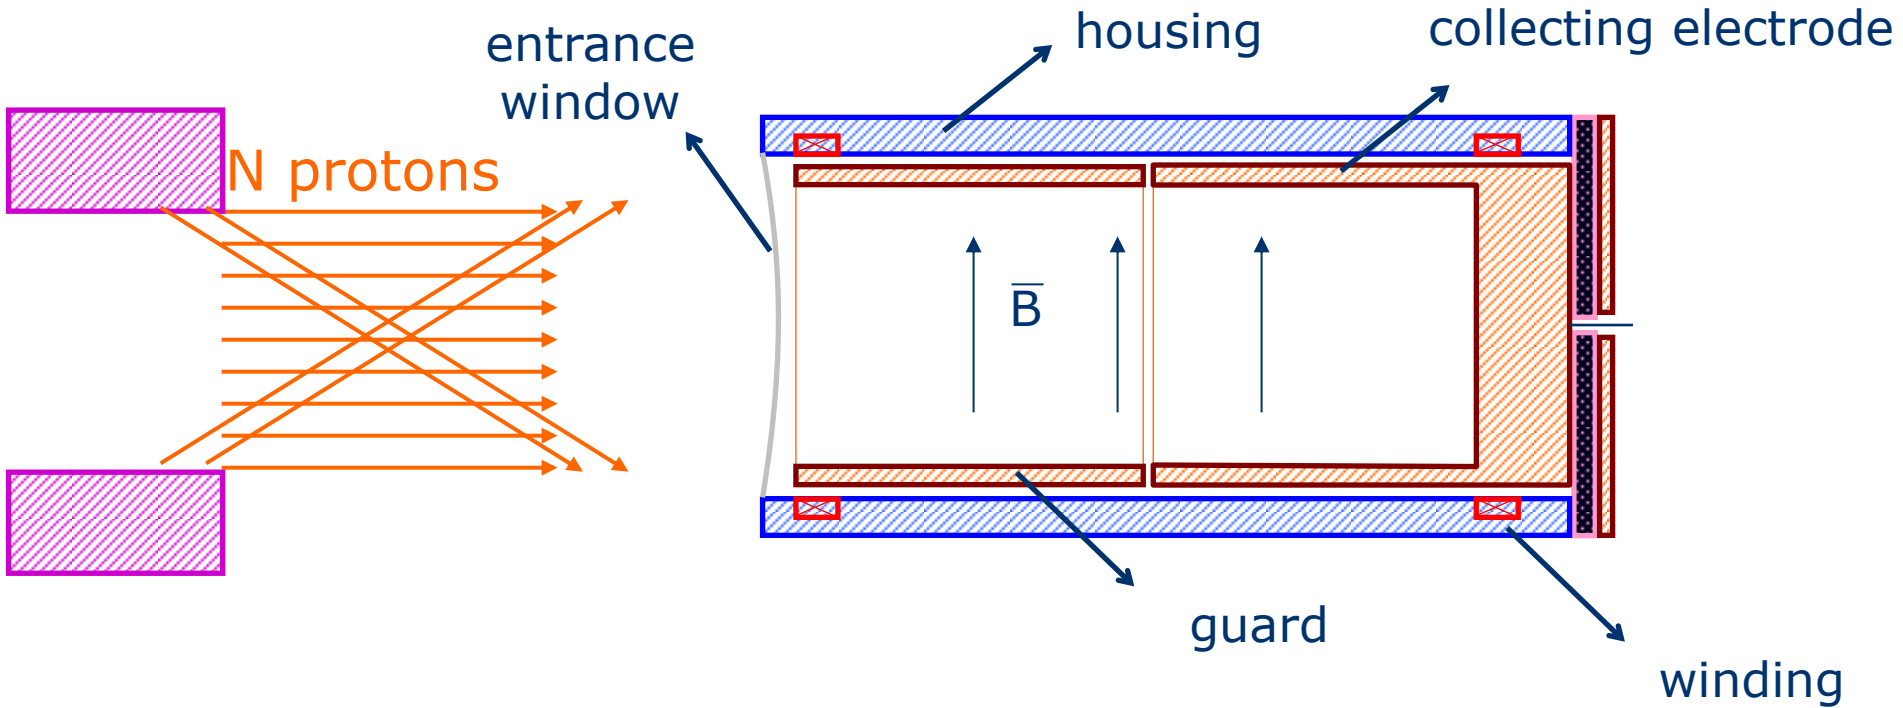 entrance
window
housing
collecting electrode
N protons
B̅
guard
winding